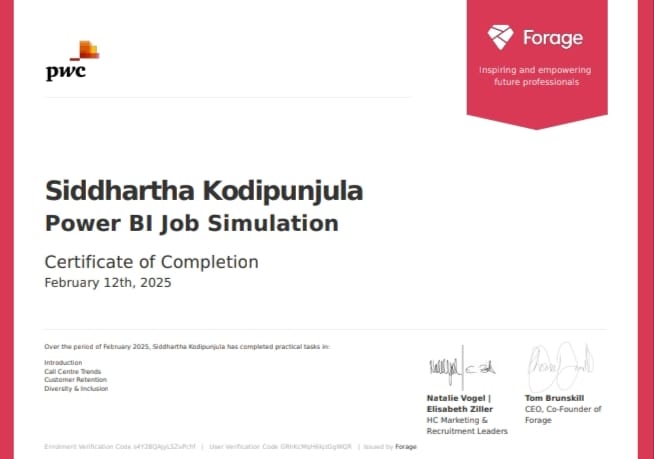 pwc
Forage
Inspiring and empowering
future professionals
Siddhartha Kodipunjula
Power BI Job Simulation
Certificate of Completion
February 12th, 2025
Over the period of February 2025, Siddhartha Kodipunjula has completed practical tasks in:
Introduction
Call Centre Trends
Customer Retention
Diversity & Inclusion
Natalie Vogel |
Elisabeth Ziller
HC Marketing &
Recruitment Leaders
Tom Brunskill
CEO, Co-Founder of
Forage
Enrolment Verification Code | User Verification Code | Issued by Forage